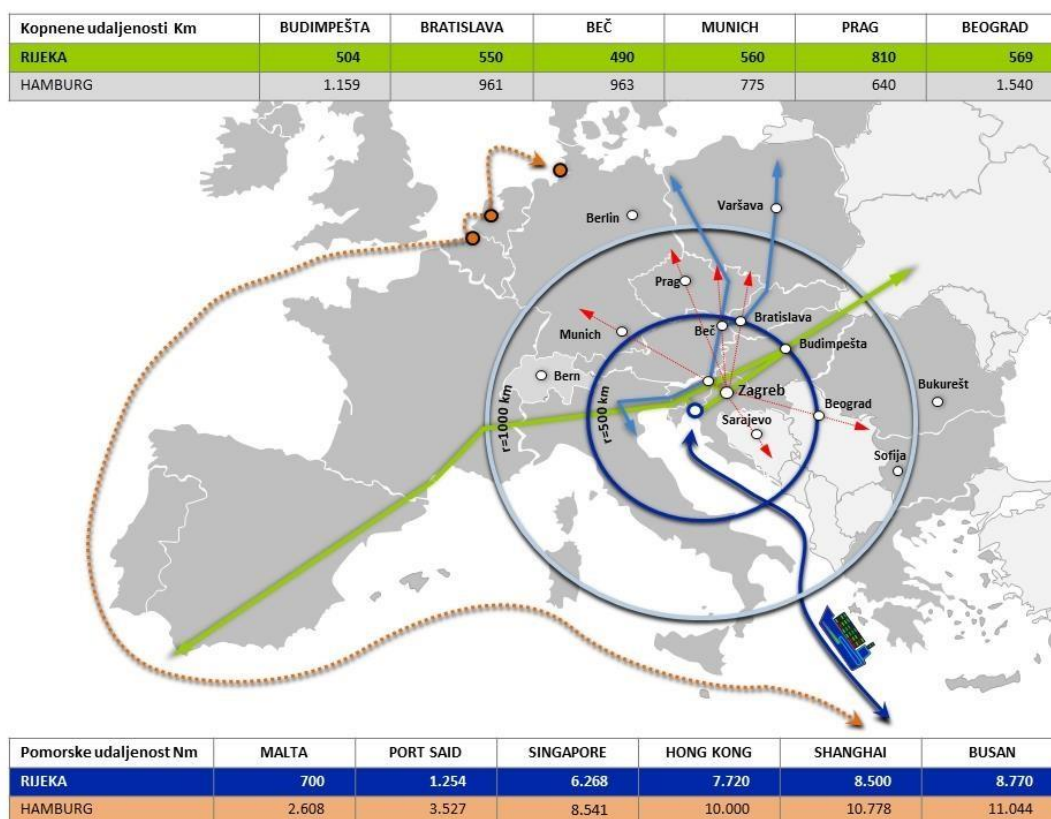 Kopnene udaljenosti Km BUDIMPEŠTA BRATISLAVA BEČ MUNICH PRAG BEOGRAD
RIJEKA 504 550 490 560 810 569
HAMBURG 1.159 961 963 775 640 1.540
Berlin
Varšava
Prag
Munich
Beč
Bratislava
Budimpešta
Bern
r=1000 km
r=500 km
Zagreb
Beograd
Bukurešt
Sarajevo
Sofija
Pomorske udaljenost Nm MALTA PORT SAID SINGAPORE HONG KONG SHANGHAI BUSAN
RIJEKA 700 1.254 6.268 7.720 8.500 8.770
HAMBURG 2.608 3.527 8.541 10.000 10.778 11.044